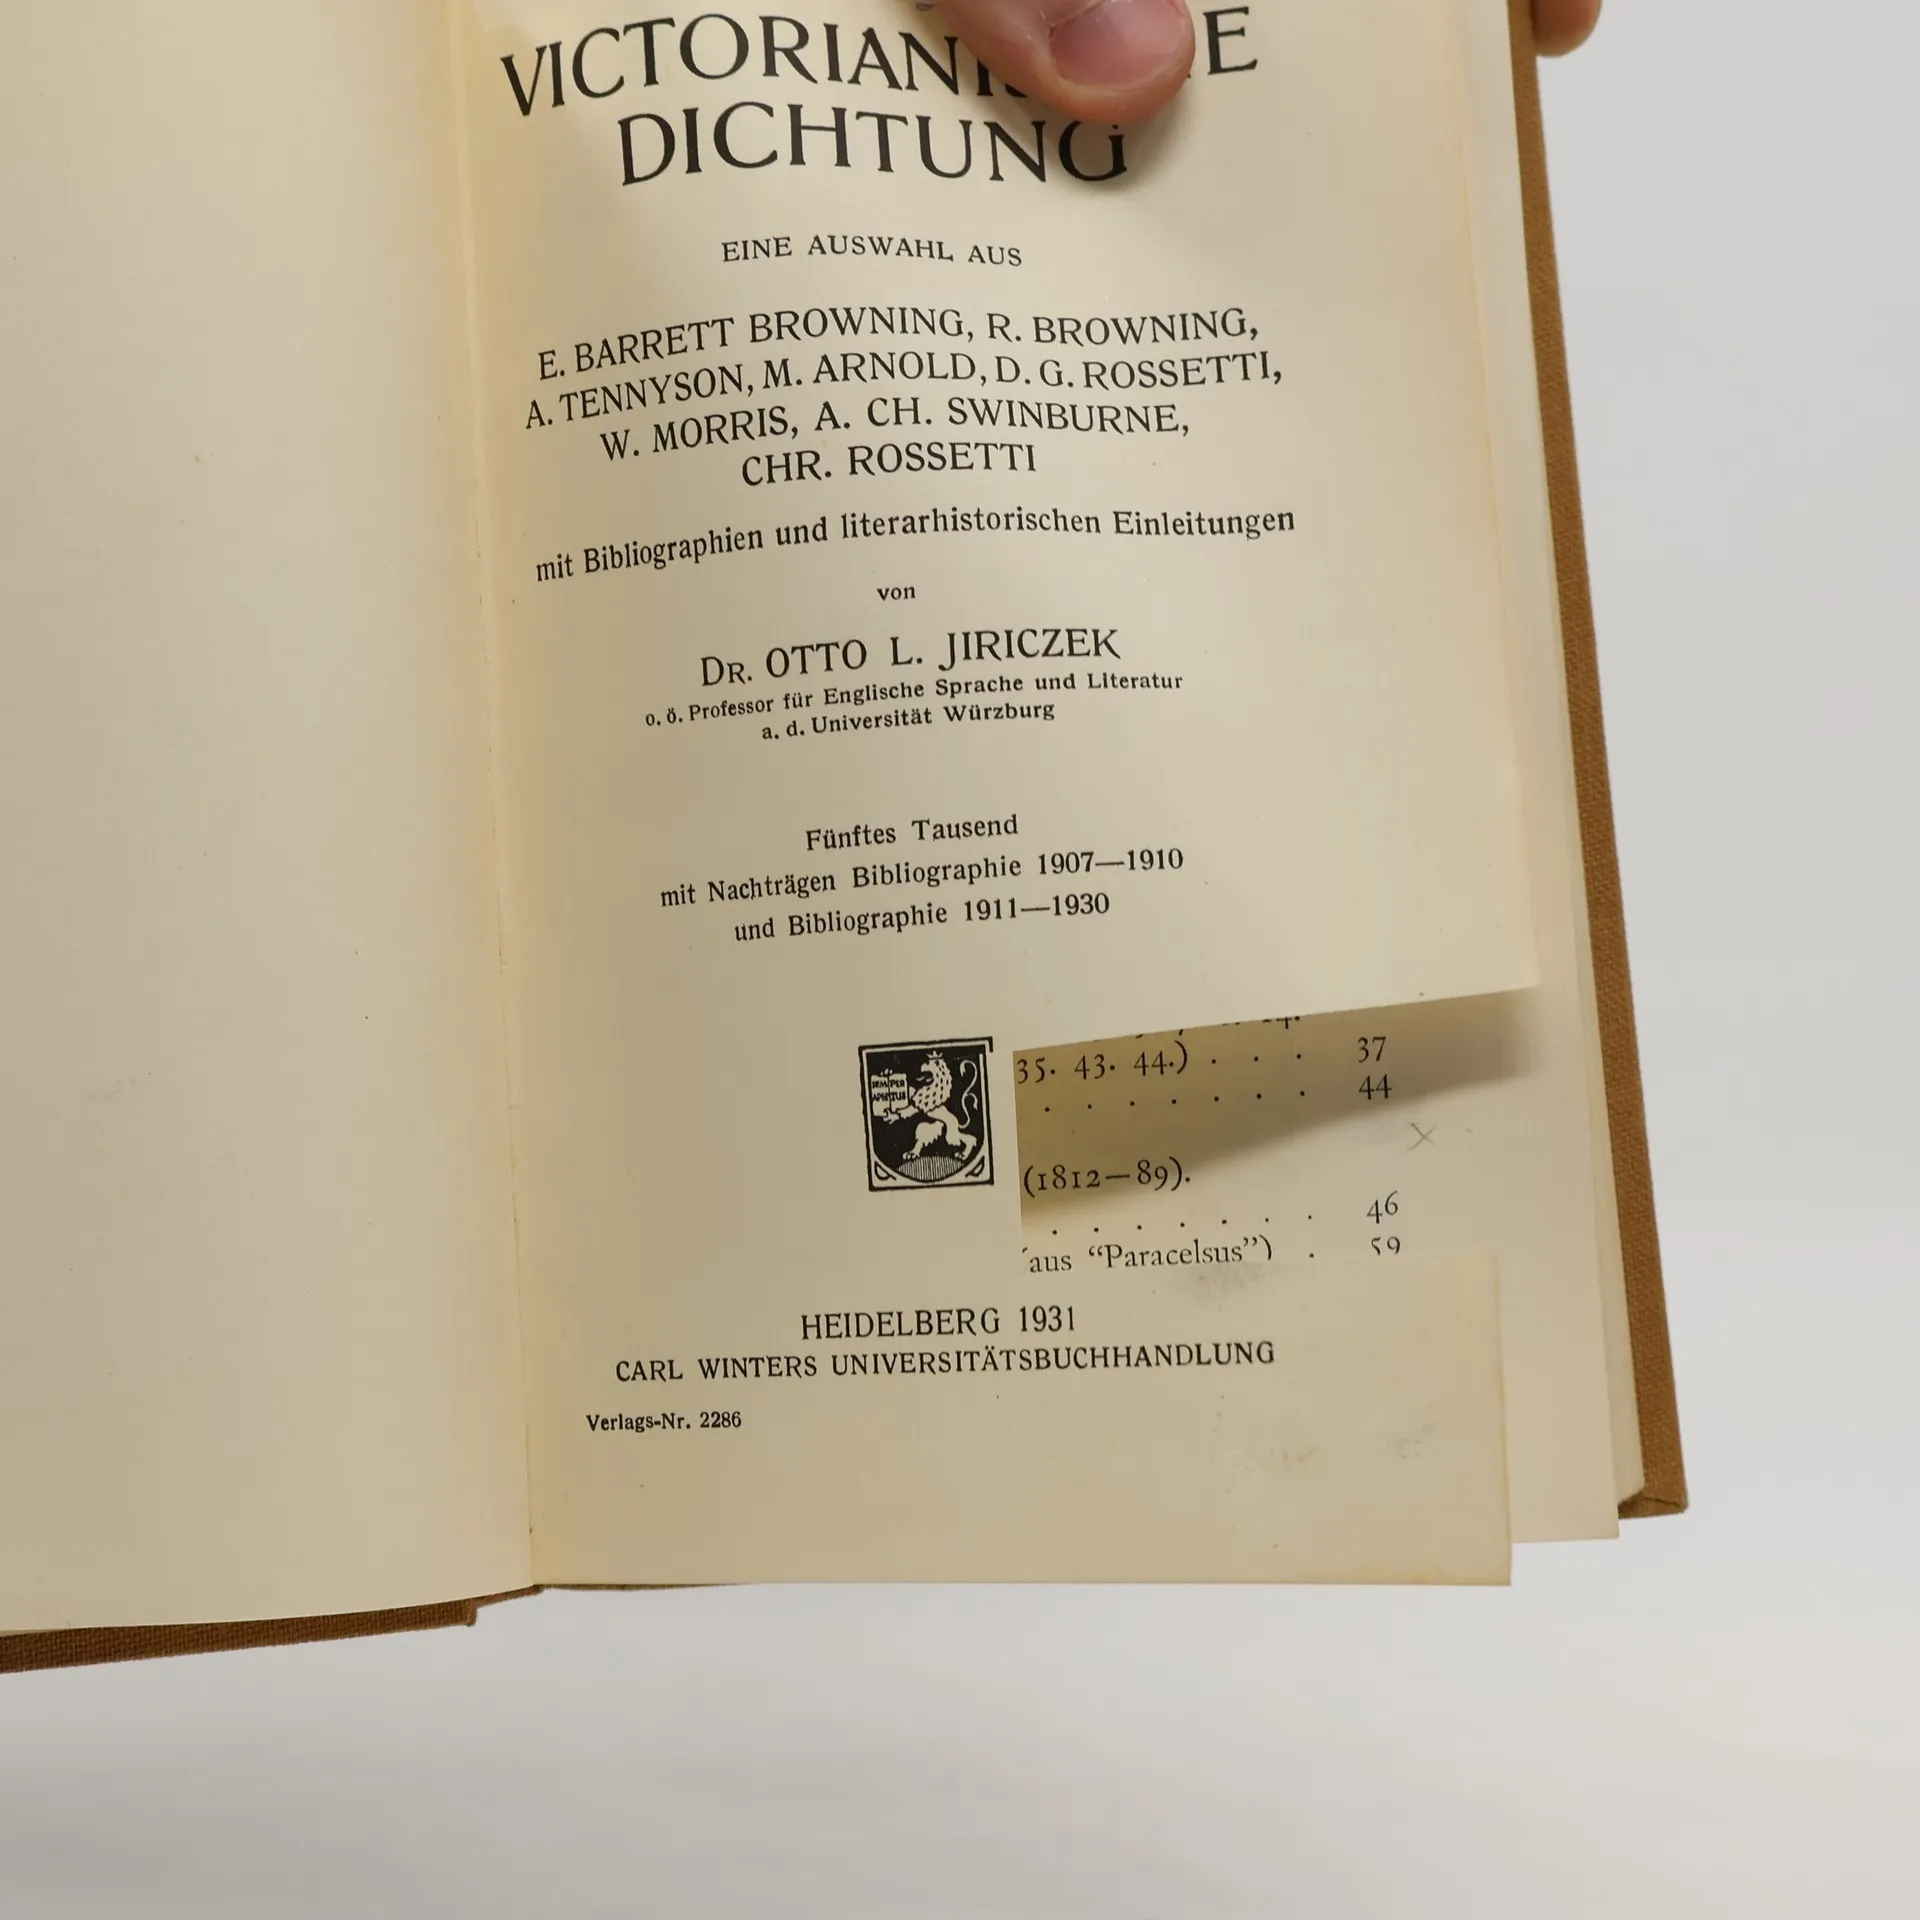 DICHTUNG
EINE AUSWAHL AUS
E. BARRETT BROWNING, R. BROWNING,
A. TENNYSON, M. ARNOLD, D. G. ROSSETTI,
W. MORRIS, A. CH. SWINBURNE,
CHR. ROSSETTI
mit Bibliographien und literarhistorischen Einleitungen
von
DR. OTTO L. JIRICZEK
o. ö. Professor für Englische Sprache und Literatur
a. d. Universität Würzburg
Fünftes Tausend
mit Nachträgen Bibliographie 1907—1910
und Bibliographie 1911—1930
SEMPER
APERTUS
35. 43. 44.) . . . 37
. . . . . . . 44
(1812—89).
. . . . . . . 46
aus "Paracelsus") . 59
HEIDELBERG 1931
CARL WINTERS UNIVERSITÄTSBUCHHANDLUNG
Verlags-Nr. 2286